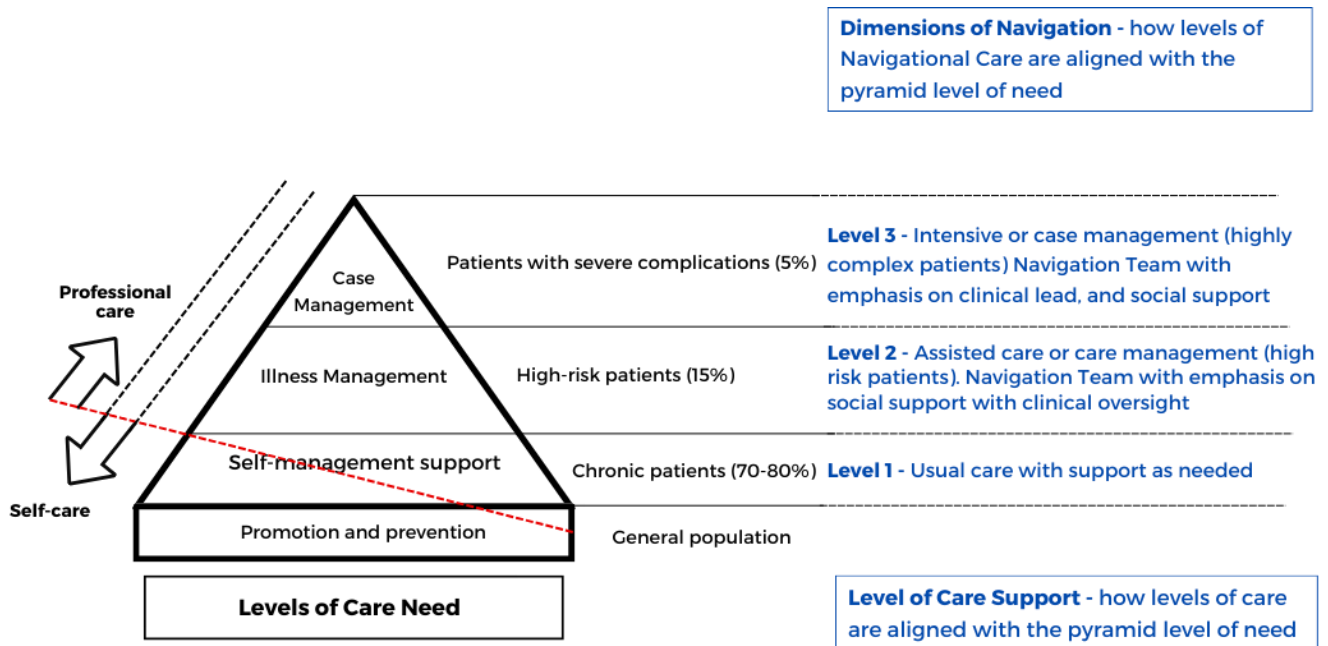 Dimensions of Navigation - how levels of
Navigational Care are aligned with the
pyramid level of need
Patients with severe complications (5%)
Level 3 - Intensive or case management (highly
complex patients) Navigation Team with
emphasis on clinical lead, and social support
Case
Management
Professional
care
Illness Management
High-risk patients (15%)
Level 2 - Assisted care or care management (high
risk patients). Navigation Team with emphasis on
social support with clinical oversight
Self-management support
Chronic patients (70-80%)
Level 1 - Usual care with support as needed
Self-care
Promotion and prevention
General population
Levels of Care Need
Level of Care Support - how levels of care
are aligned with the pyramid level of need